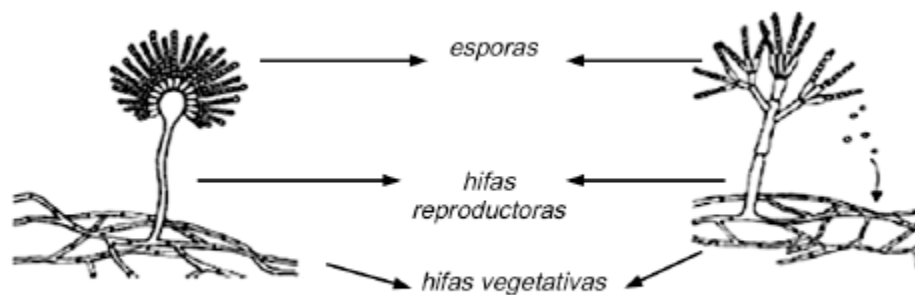 esporas
hifas
reproductoras
hifas vegetativas